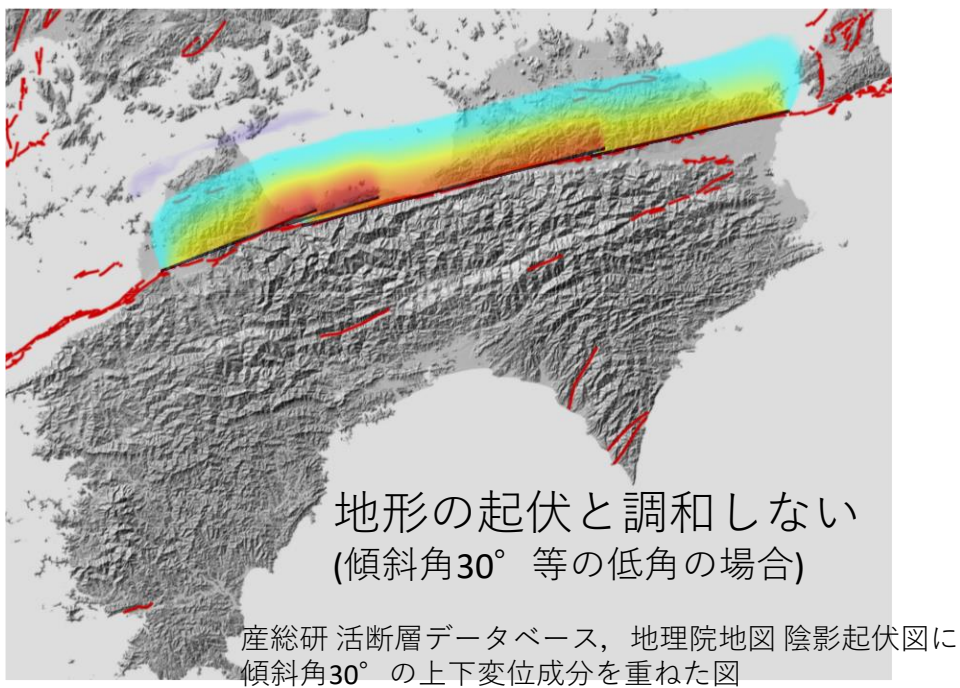 地形の起伏と調和しない
(傾斜角30°等の低角の場合)
産総研 活断層データベース，地理院地図 陰影起伏図に
傾斜角30°の上下変位成分を重ねた図